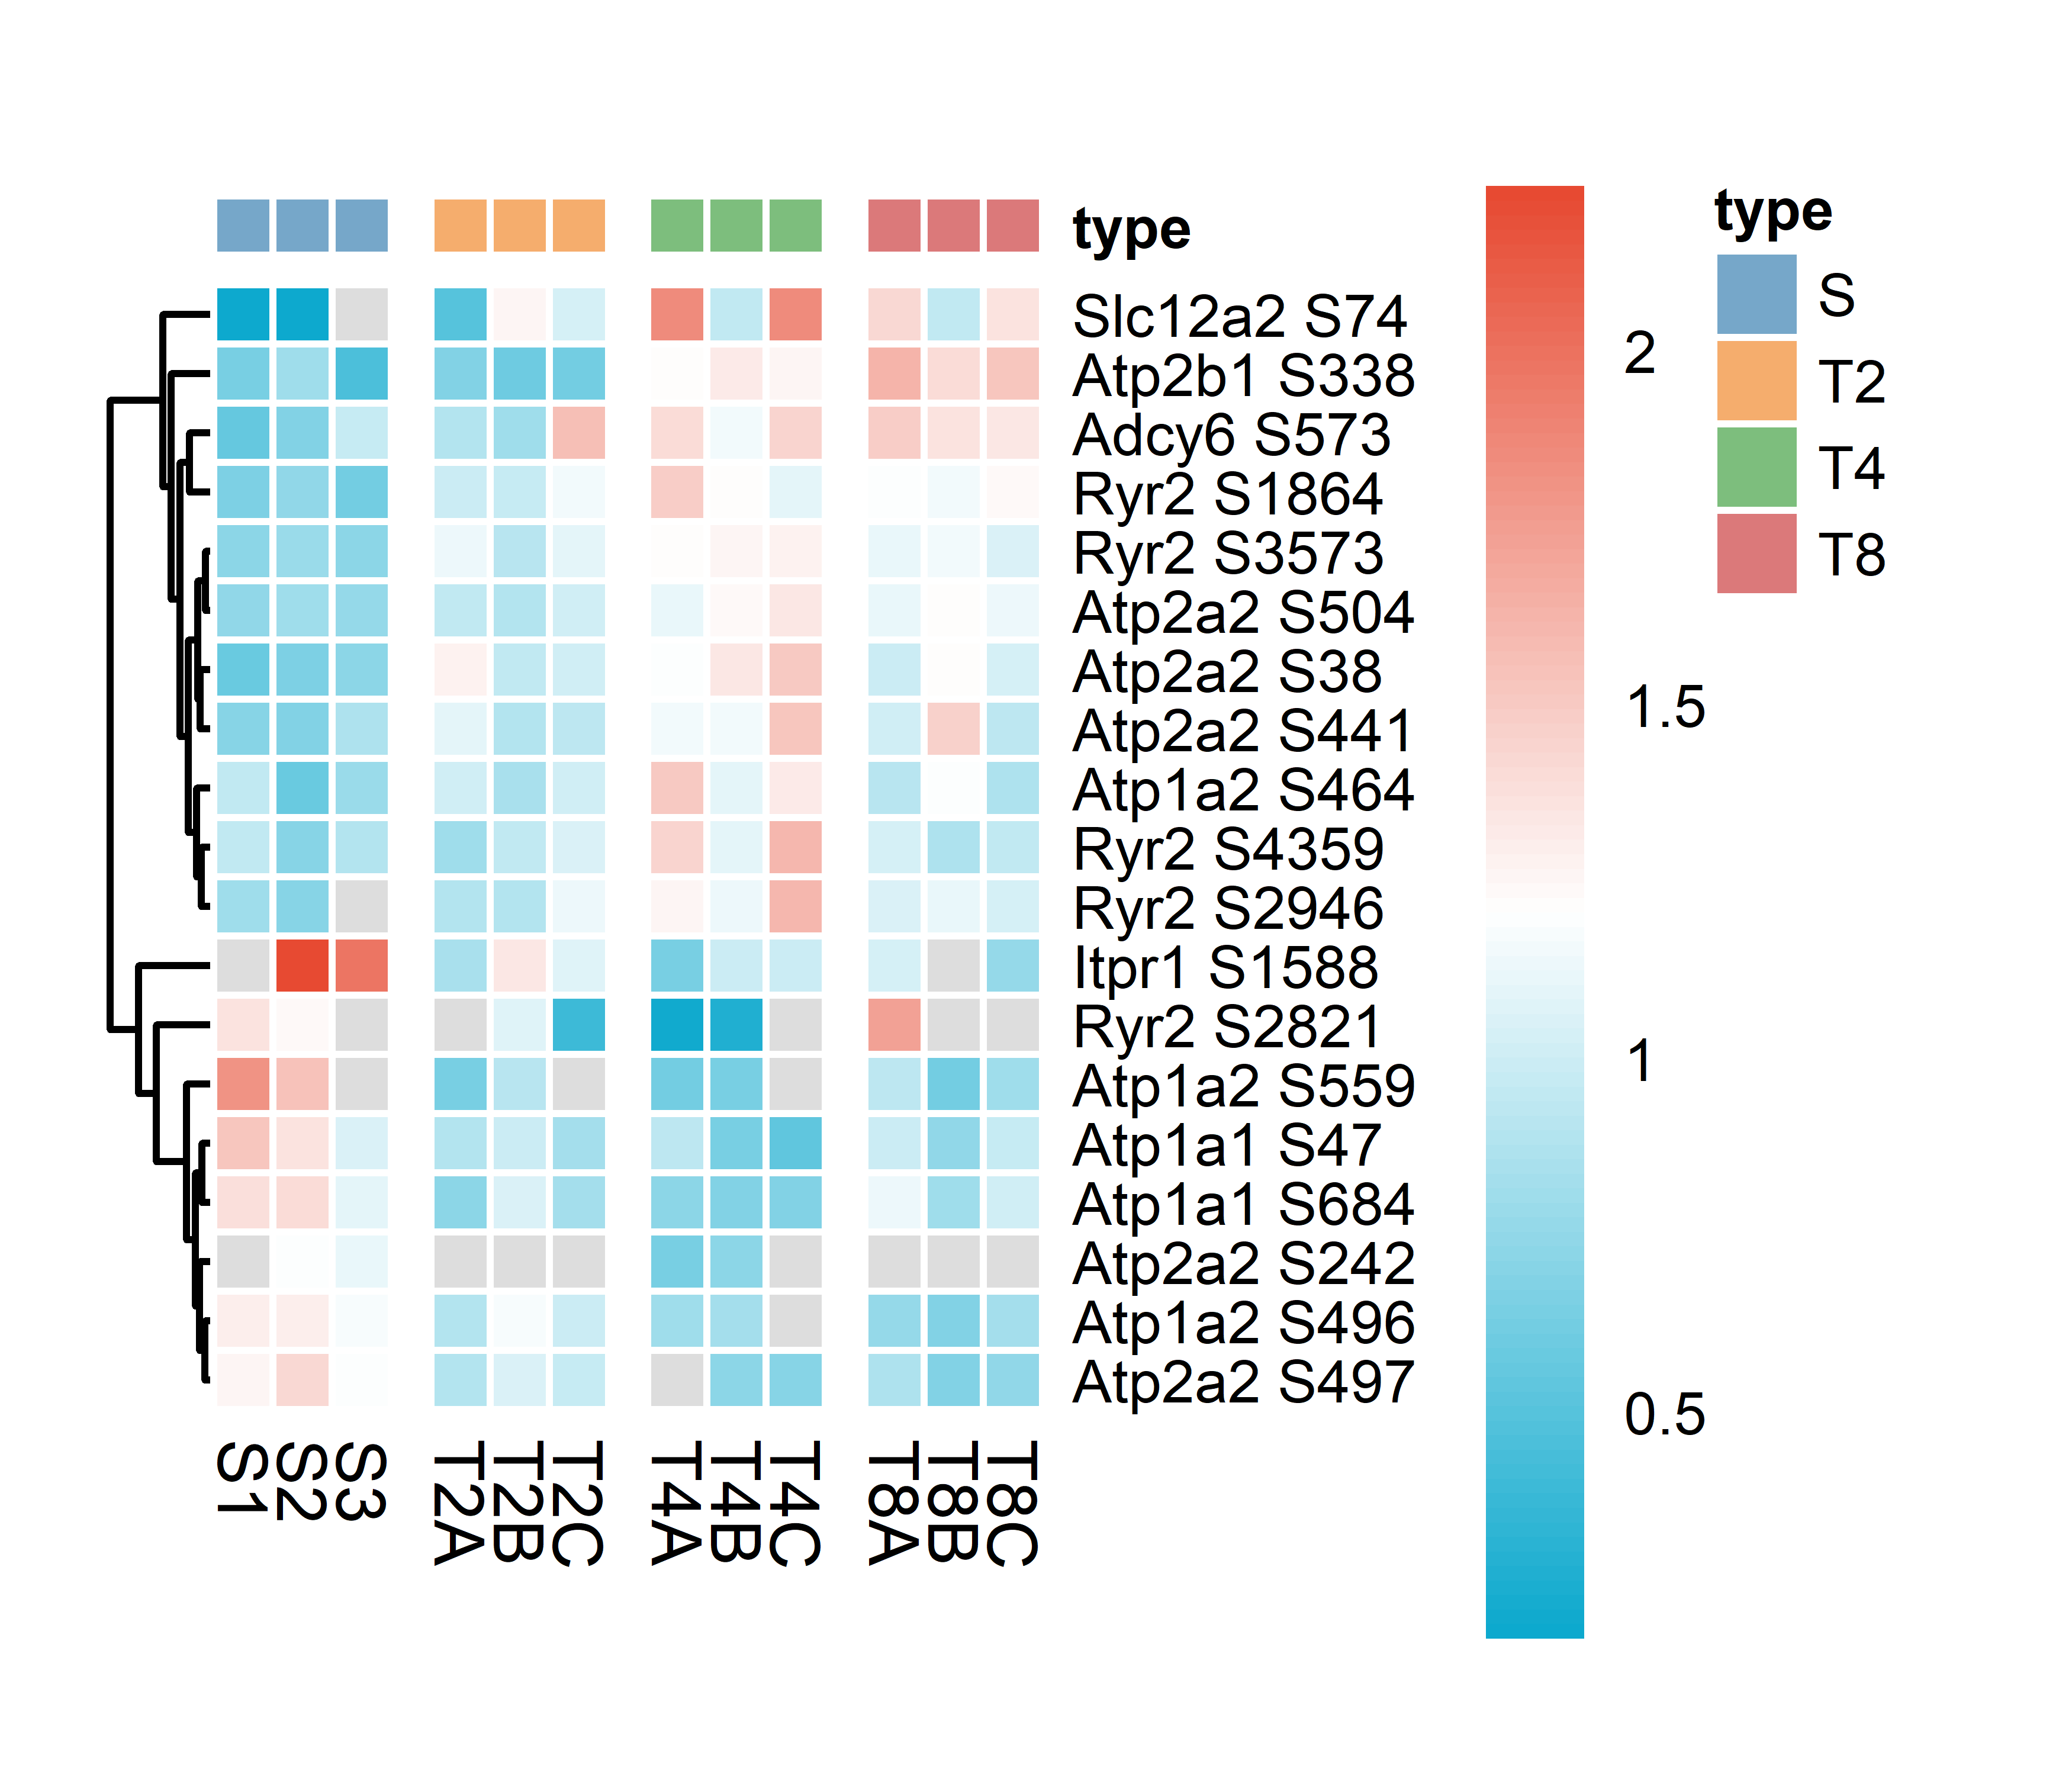 type
Slc12a2 S74
Atp2b1 S338
Adcy6 S573
Ryr2 S1864
Ryr2 S3573
Atp2a2 S504
Atp2a2 S38
Atp2a2 S441
Atp1a2 S464
Ryr2 S4359
Ryr2 S2946
Itpr1 S1588
Ryr2 S2821
Atp1a2 S559
Atp1a1 S47
Atp1a1 S684
Atp2a2 S242
Atp1a2 S496
Atp2a2 S497
S1
S2
S3
T2A
T2B
T2C
T4A
T4B
T4C
T8A
T8B
T8C
2
1.5
1
0.5
type
S
T2
T4
T8